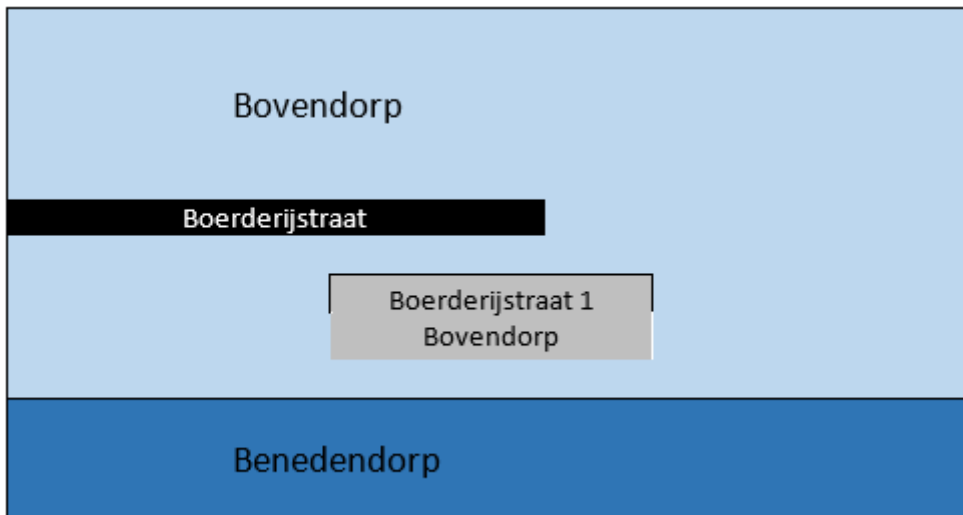 Bovendorp
Boerderijstraat
Boerderijstraat 1
Bovendorp
Benedendorp